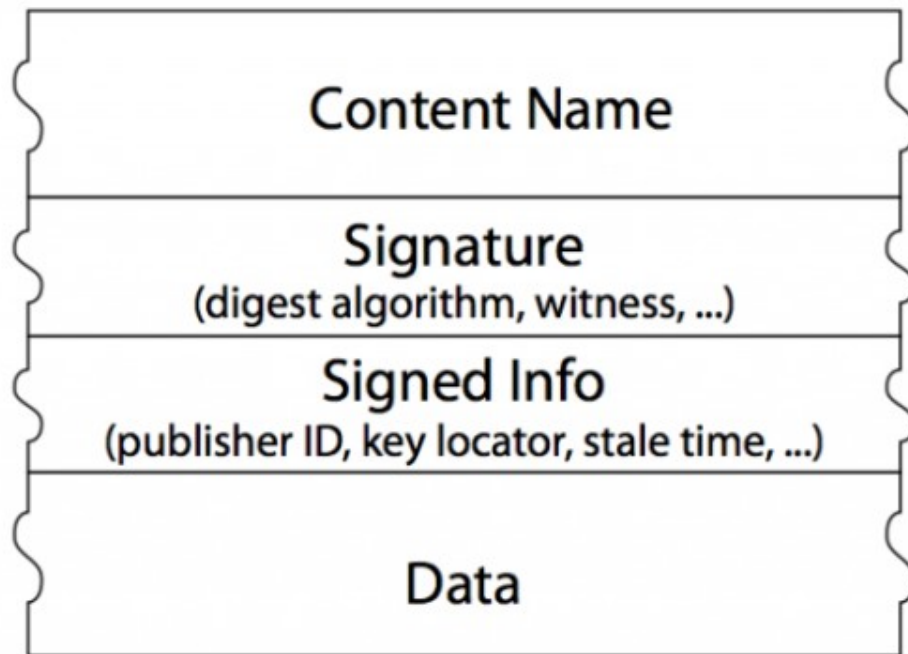 Content Name
Signature
(digest algorithm, witness, ...)
Signed Info
(publisher ID, key locator, stale time, ...)
Data